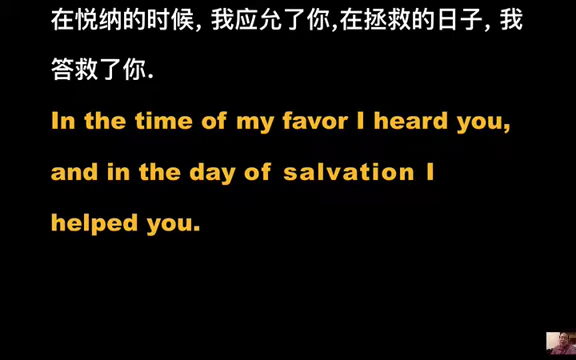 在悦纳的时候, 我应允了你,在拯救的日子, 我
答救了你.
In the time of my favor I heard you,
and in the day of salvation I
helped you.